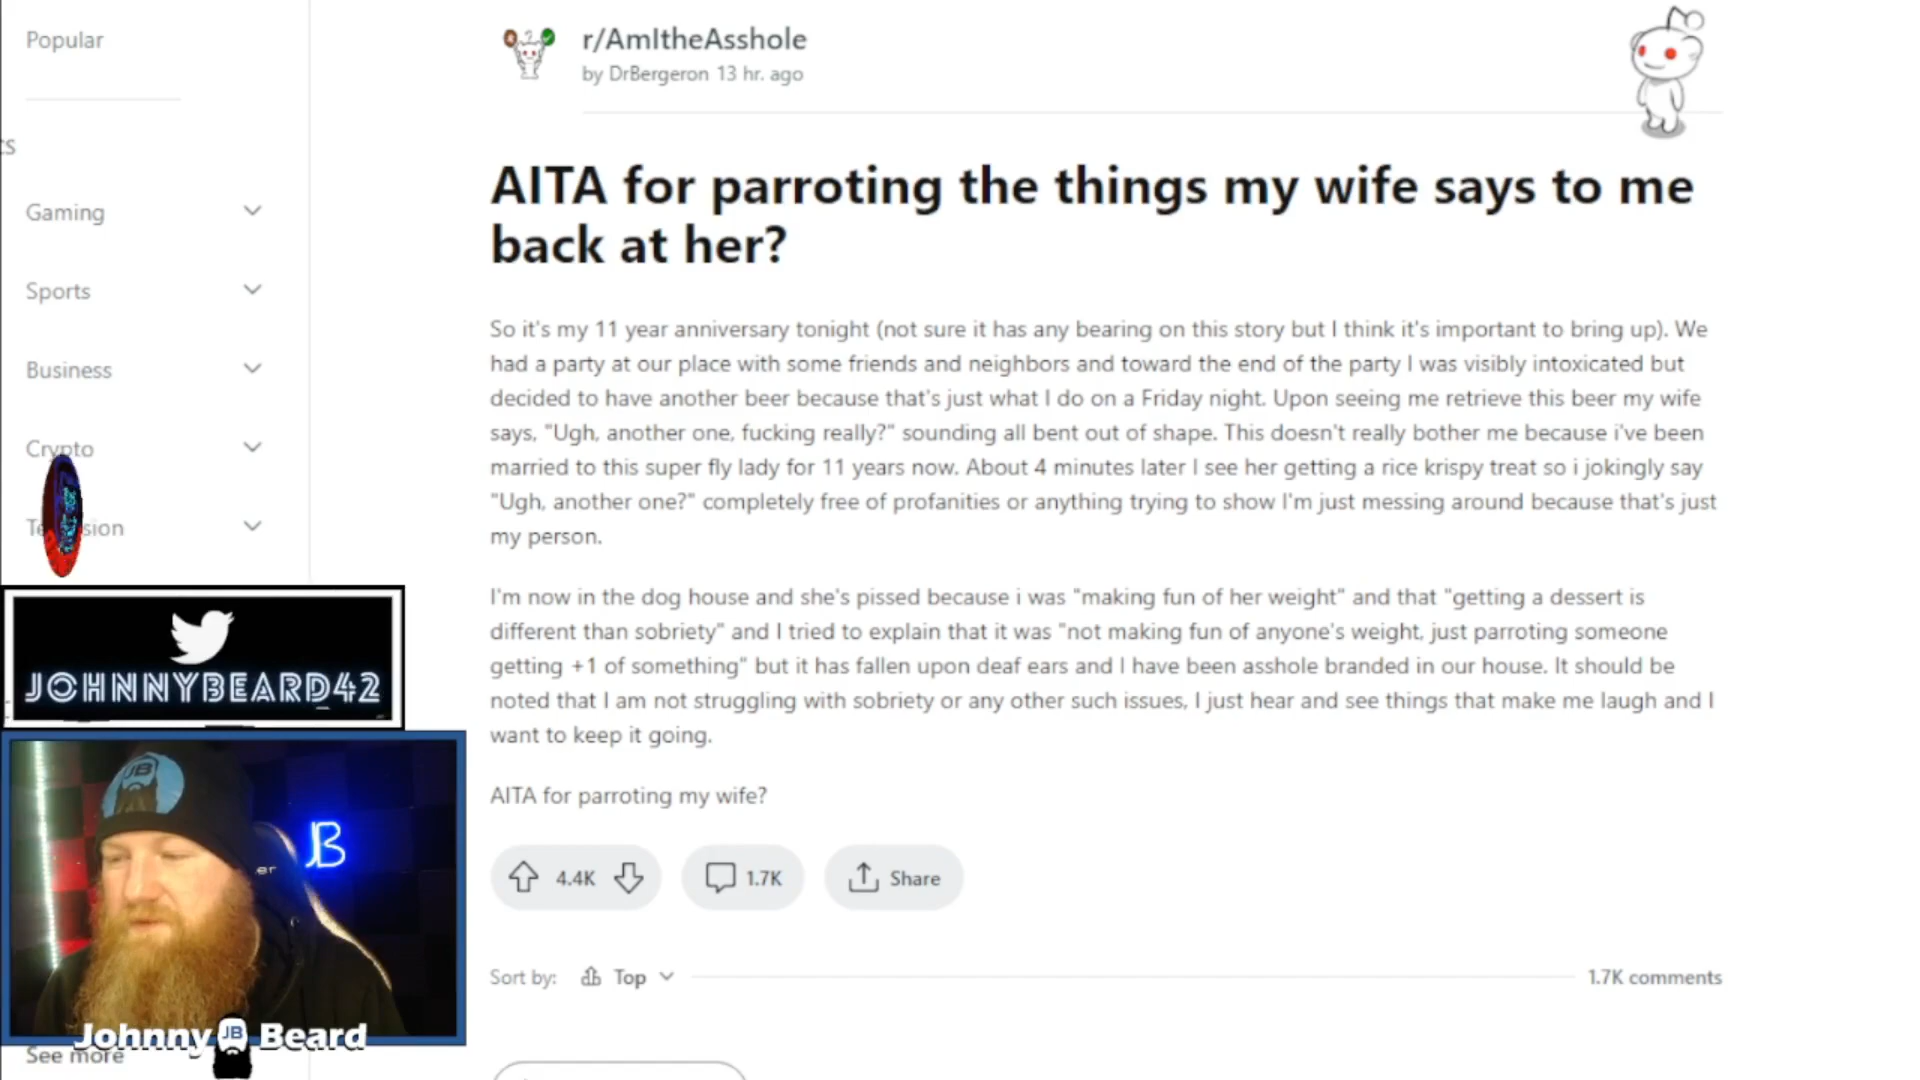 Popular
Gaming
Sports
Business
Crypto
See more
r/AmItheAsshole
by DrBergeron 13 hr. ago
AITA for parroting the things my wife says to me
back at her?
So it's my 11 year anniversary tonight (not sure it has any bearing on this story but I think it's important to bring up). We
had a party at our place with some friends and neighbors and toward the end of the party I was visibly intoxicated but
decided to have another beer because that's just what I do on a Friday night. Upon seeing me retrieve this beer my wife
says, "Ugh, another one, fucking really?" sounding all bent out of shape. This doesn't really bother me because i've been
married to this super fly lady for 11 years now. About 4 minutes later I see her getting a rice krispy treat so i jokingly say
"Ugh, another one?" completely free of profanities or anything trying to show I'm just messing around because that's just
my person.
I'm now in the dog house and she's pissed because i was "making fun of her weight" and that "getting a dessert is
different than sobriety" and I tried to explain that it was "not making fun of anyone's weight, just parroting someone
getting +1 of something" but it has fallen upon deaf ears and I have been asshole branded in our house. It should be
noted that I am not struggling with sobriety or any other such issues, I just hear and see things that make me laugh and I
want to keep it going.
AITA for parroting my wife?
4.4K
1.7K
Share
Sort by: Top
1.7K comments
JOHNNYBEARD_42
JB
JB
Johnny JB Beard